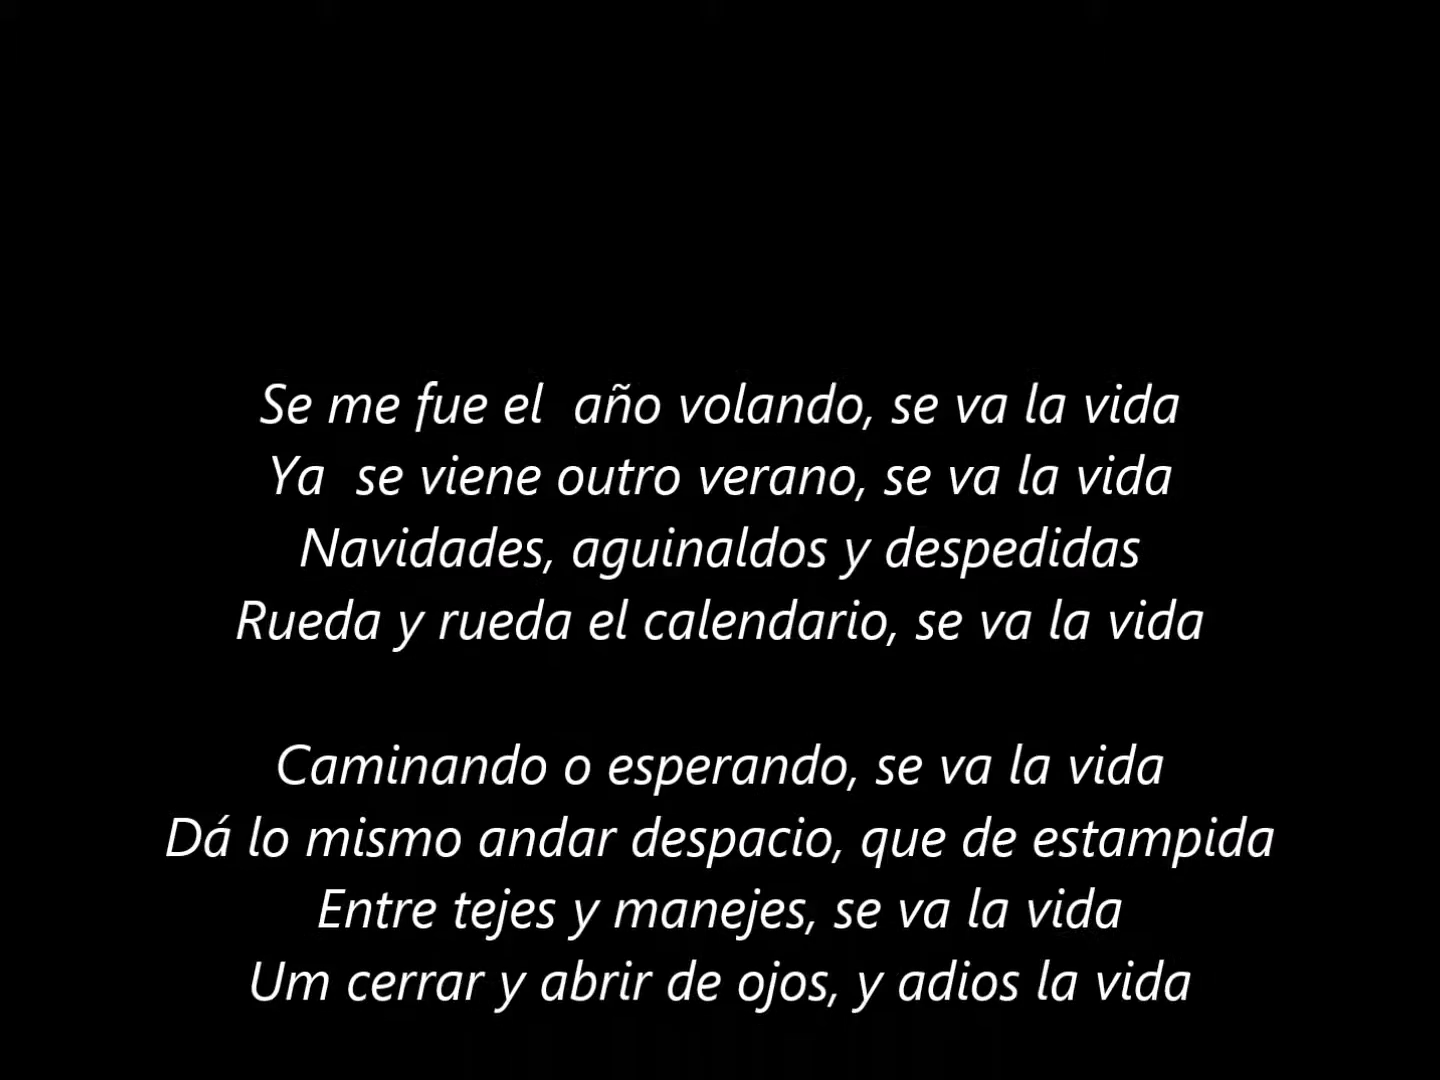 Se me fue el  año volando, se va la vida
Ya  se viene outro verano, se va la vida
Navidades, aguinaldos y despedidas
Rueda y rueda el calendario, se va la vida
Caminando o esperando, se va la vida
Dá lo mismo andar despacio, que de estampida
Entre tejes y manejes, se va la vida
Um cerrar y abrir de ojos, y adios la vida